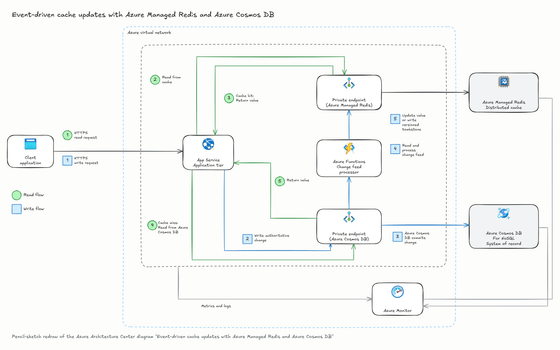 Event-driven cache updates with Azure Managed Redis and Azure Cosmos DB
Azure virtual network
2
Read from
cache
3
Cache hit:
Return value
Private endpoint
(Azure Managed Redis)
Azure Managed Redis
Distributed cache
5
Update value
or write
versioned
tombstone
1
HTTPS
read request
1
HTTPS
write request
Client
application
App Service
Application tier
Azure Functions
Change feed
processor
4
Read and
process
change feed
Return value
Read flow
Write flow
4
Cache miss:
Read from Azure
Cosmos DB
2
Write authoritative
change
Private endpoint
(Azure Cosmos DB)
3
Azure Cosmos
DB commits
change
Azure Cosmos DB
for NoSQL
System of record
Metrics and logs
Azure Monitor
Pencil-sketch redraw of the Azure Architecture Center diagram "Event-driven cache updates with Azure Managed Redis and Azure Cosmos DB"